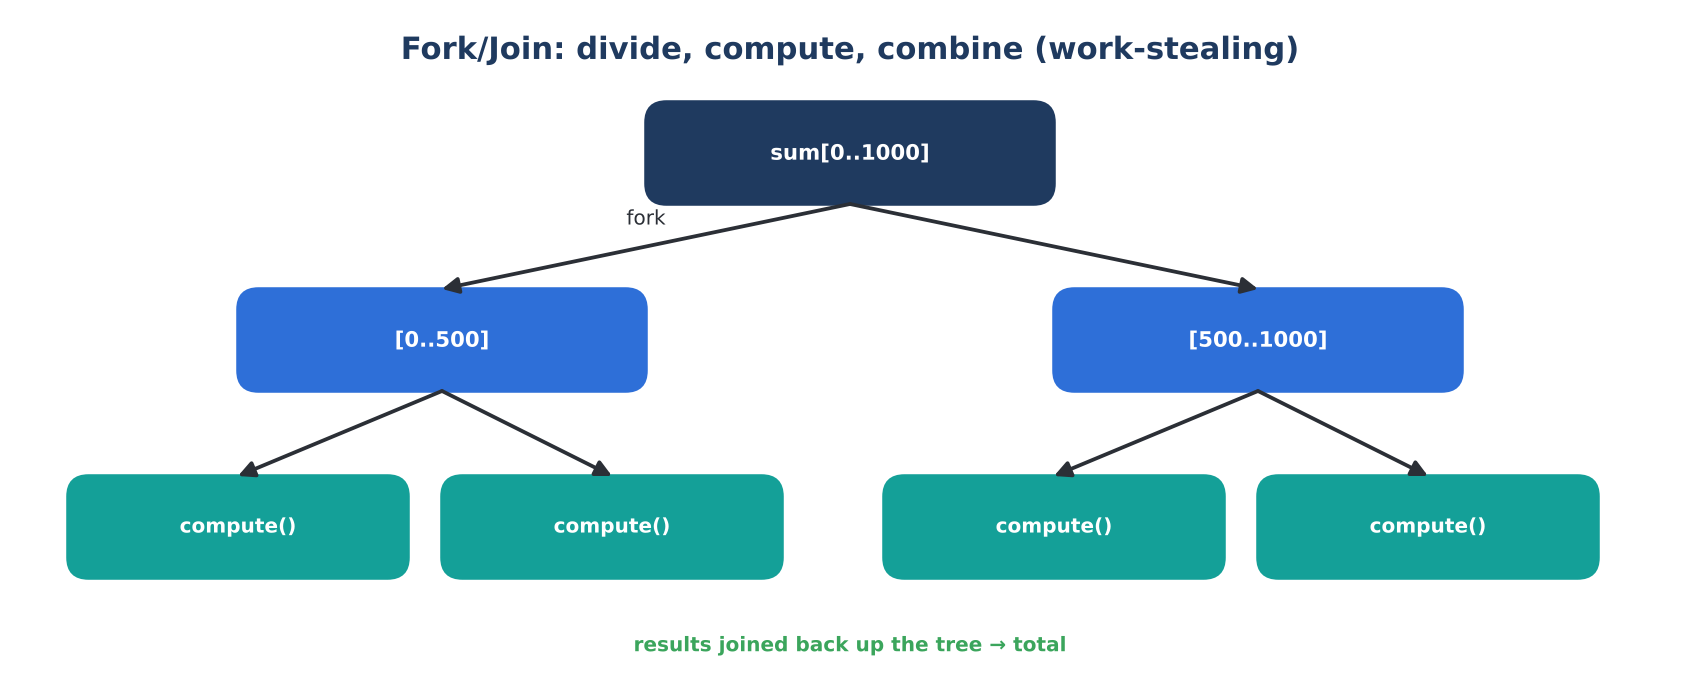 Fork/Join: divide, compute, combine (work-stealing)
sum[0..1000]
fork
[0..500]
[500..1000]
compute()
compute()
compute()
compute()
results joined back up the tree → total